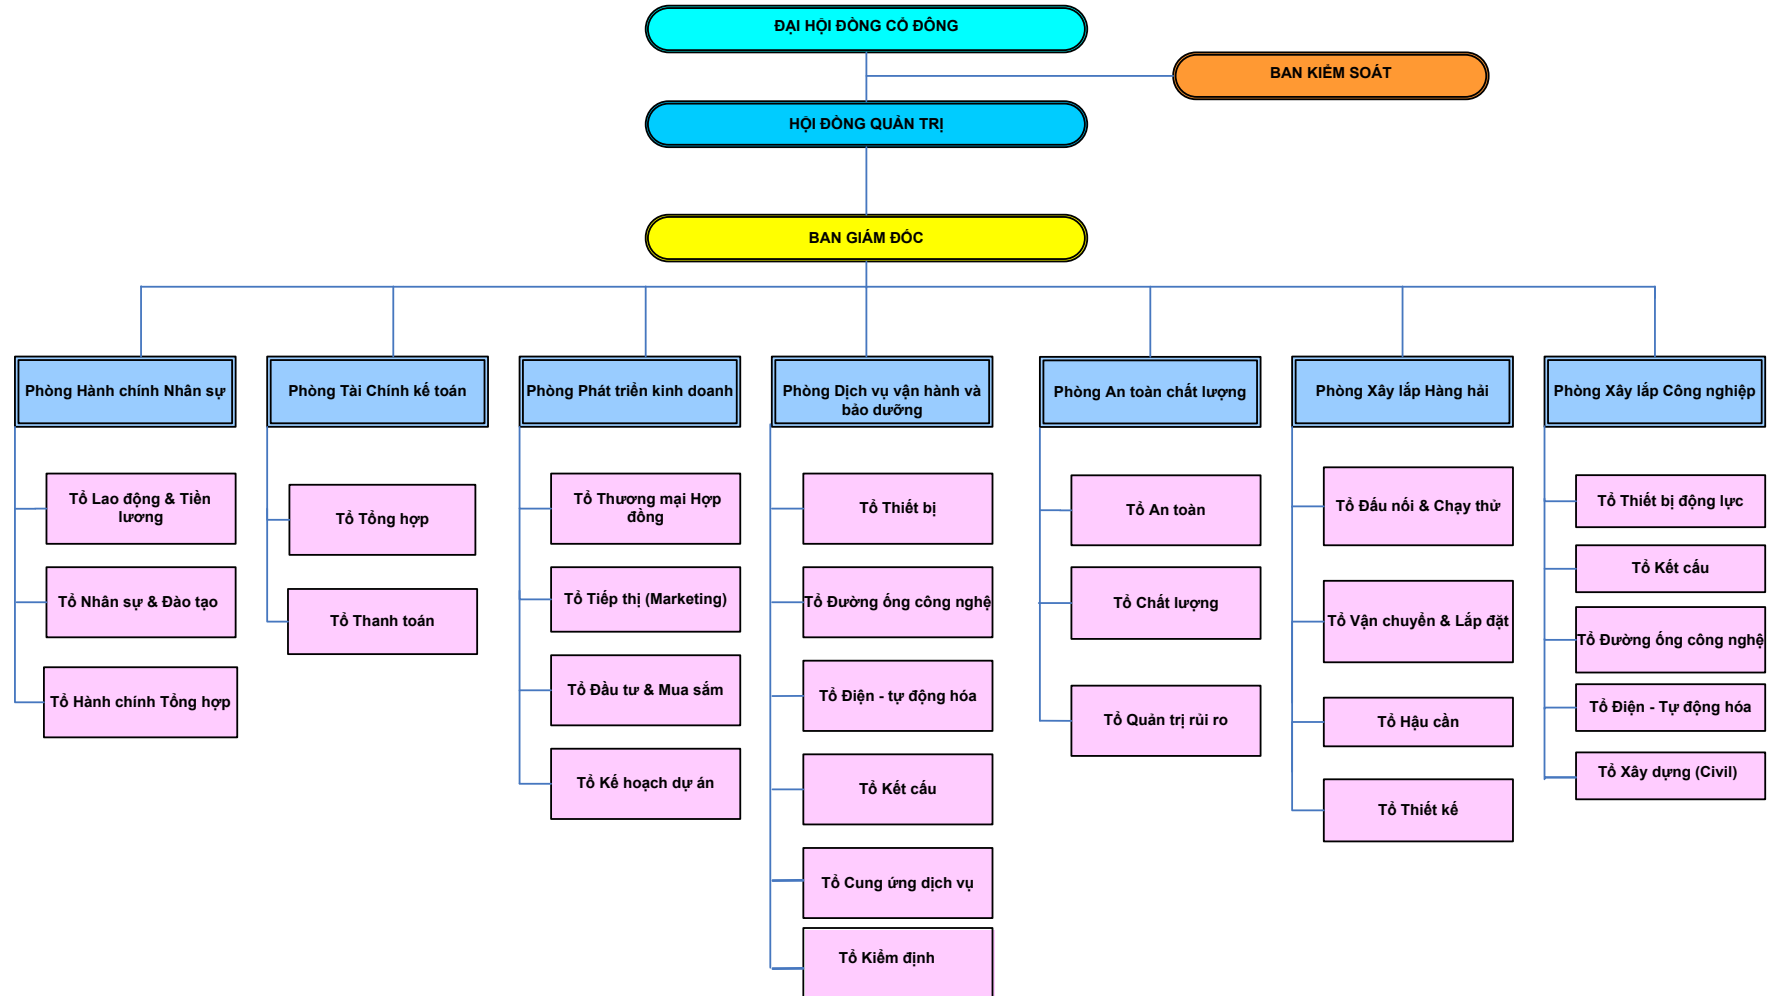 ĐẠI HỘI ĐỒNG CỔ ĐÔNG
BAN KIỂM SOÁT
HỘI ĐỒNG QUẢN TRỊ
BAN GIÁM ĐỐC
Phòng Hành chính Nhân sự
Phòng Tài Chính kế toán
Phòng Phát triển kinh doanh
Phòng Dịch vụ vận hành và
bảo dưỡng
Phòng An toàn chất lượng
Phòng Xây lắp Hàng hải
Phòng Xây lắp Công nghiệp
Tổ Lao động & Tiền
lương
Tổ Nhân sự & Đào tạo
Tổ Hành chính Tổng hợp
Tổ Tổng hợp
Tổ Thanh toán
Tổ Thương mại Hợp
đồng
Tổ Tiếp thị (Marketing)
Tổ Đầu tư & Mua sắm
Tổ Kế hoạch dự án
Tổ Thiết bị
Tổ Đường ống công nghệ
Tổ Điện - tự động hóa
Tổ Kết cấu
Tổ Cung ứng dịch vụ
Tổ Kiểm định
Tổ An toàn
Tổ Chất lượng
Tổ Quản trị rủi ro
Tổ Đấu nối & Chạy thử
Tổ Vận chuyển & Lắp đặt
Tổ Hậu cần
Tổ Thiết kế
Tổ Thiết bị động lực
Tổ Kết cấu
Tổ Đường ống công nghệ
Tổ Điện - Tự động hóa
Tổ Xây dựng (Civil)